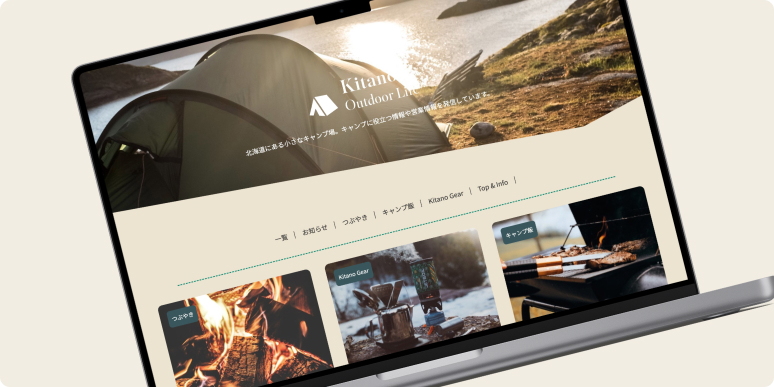 Kitano
Outdoor Life
北海道にある小さなキャンプ場。キャンプに役立つ情報や営業情報を発信しています。
一覧 | お知らせ | つぶやき | キャンプ飯 | Kitano Gear | Top & Info |
つぶやき
Kitano Gear
キャンプ飯